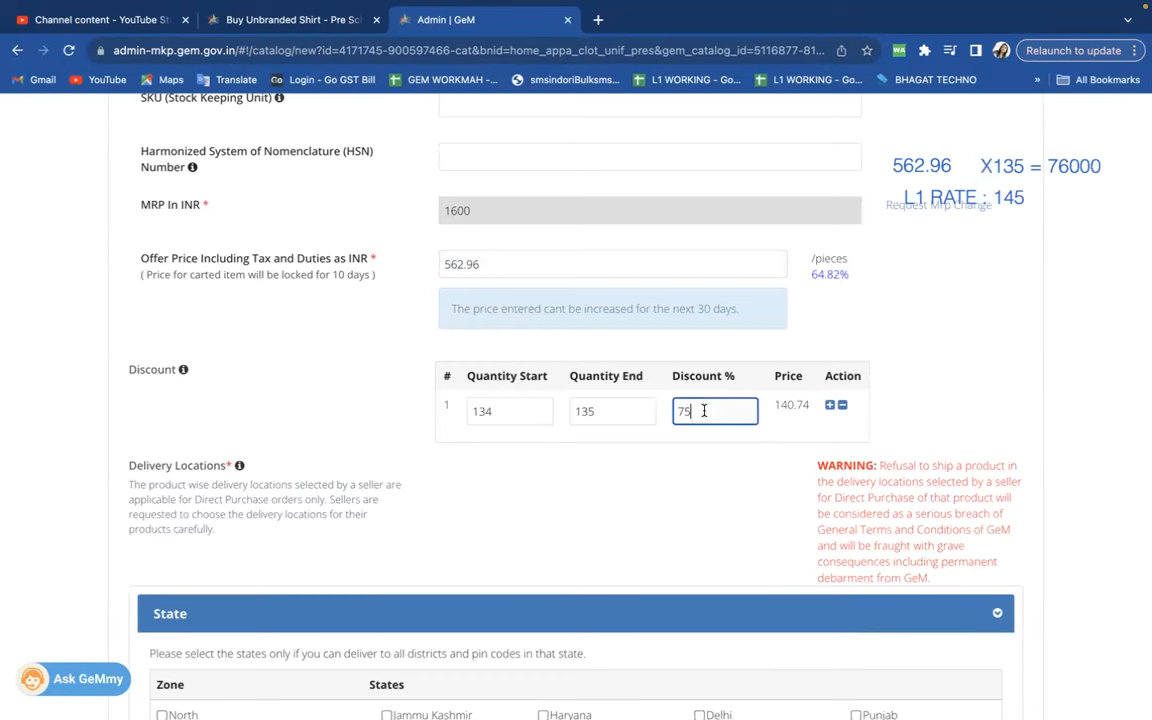 Channel content - YouTube St
Buy Unbranded Shirt - Pre Sc
Admin | GeM
admin-mkp.gem.gov.in/#!/catalog/new?id=4171745-900597466-cat&bnid=home_appa_clot_unif_pres&gem_catalog_id=5116877-81...
Relaunch to update
Gmail
YouTube
Maps
Translate
Login - Go GST Bill
GEM WORKMAH -...
smsindoriBulksms...
L1 WORKING - Go...
L1 WORKING - Go...
BHAGAT TECHNO
»
All Bookmarks
SKU (Stock Keeping Unit)
Harmonized System of Nomenclature (HSN)
Number
562.96 X135 = 76000
L1 RATE : 145
MRP In INR *
1600
Request Mrp Change
Offer Price Including Tax and Duties as INR *
( Price for carted item will be locked for 10 days )
562.96
/pieces
64.82%
The price entered cant be increased for the next 30 days.
Discount
# Quantity Start Quantity End Discount % Price Action
1 134 135 75 140.74
Delivery Locations*
The product wise delivery locations selected by a seller are
applicable for Direct Purchase orders only. Sellers are
requested to choose the delivery locations for their
products carefully.
WARNING: Refusal to ship a product in
the delivery locations selected by a seller
for Direct Purchase of that product will
be considered as a serious breach of
General Terms and Conditions of GeM
and will be fraught with grave
consequences including permanent
debarment from GeM.
State
Please select the states only if you can deliver to all districts and pin codes in that state.
Zone States
North Jammu Kashmir Haryana Delhi Punjab
Ask GeMmy